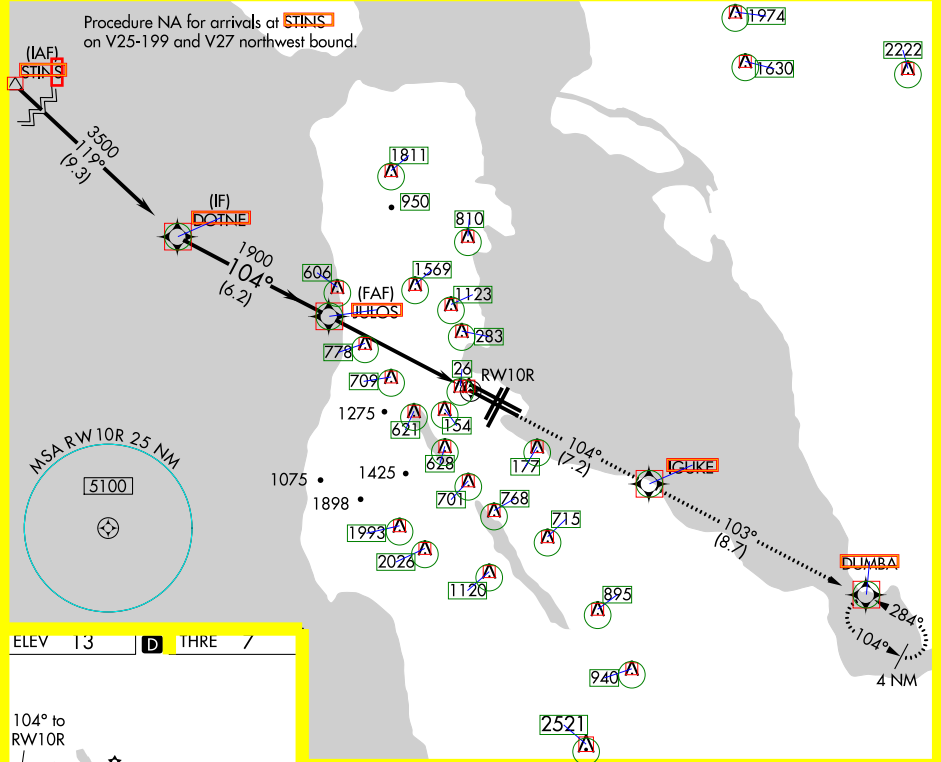 Procedure NA for arrivals at STINS
on V25-199 and V27 northwest bound.
1974
1630
2222
(IAF)
STINS
3500
119°
(9.3)
1811
950
(IF)
DOTNE
810
1900
104°
(6.2)
606
1569
(FAF)
JULOS
1123
283
778
26
RW10R
709
1275
621
154
104°
(7.2)
628
177
IGUKE
MSA RW10R 25 NM
5100
1075
1425
1898
701
768
715
103°
(8.7)
1993
2026
1120
DUMBA
895
284°
104°
4 NM
940
2521
ELEV 13
D
THRE 7
104° to
RW10R